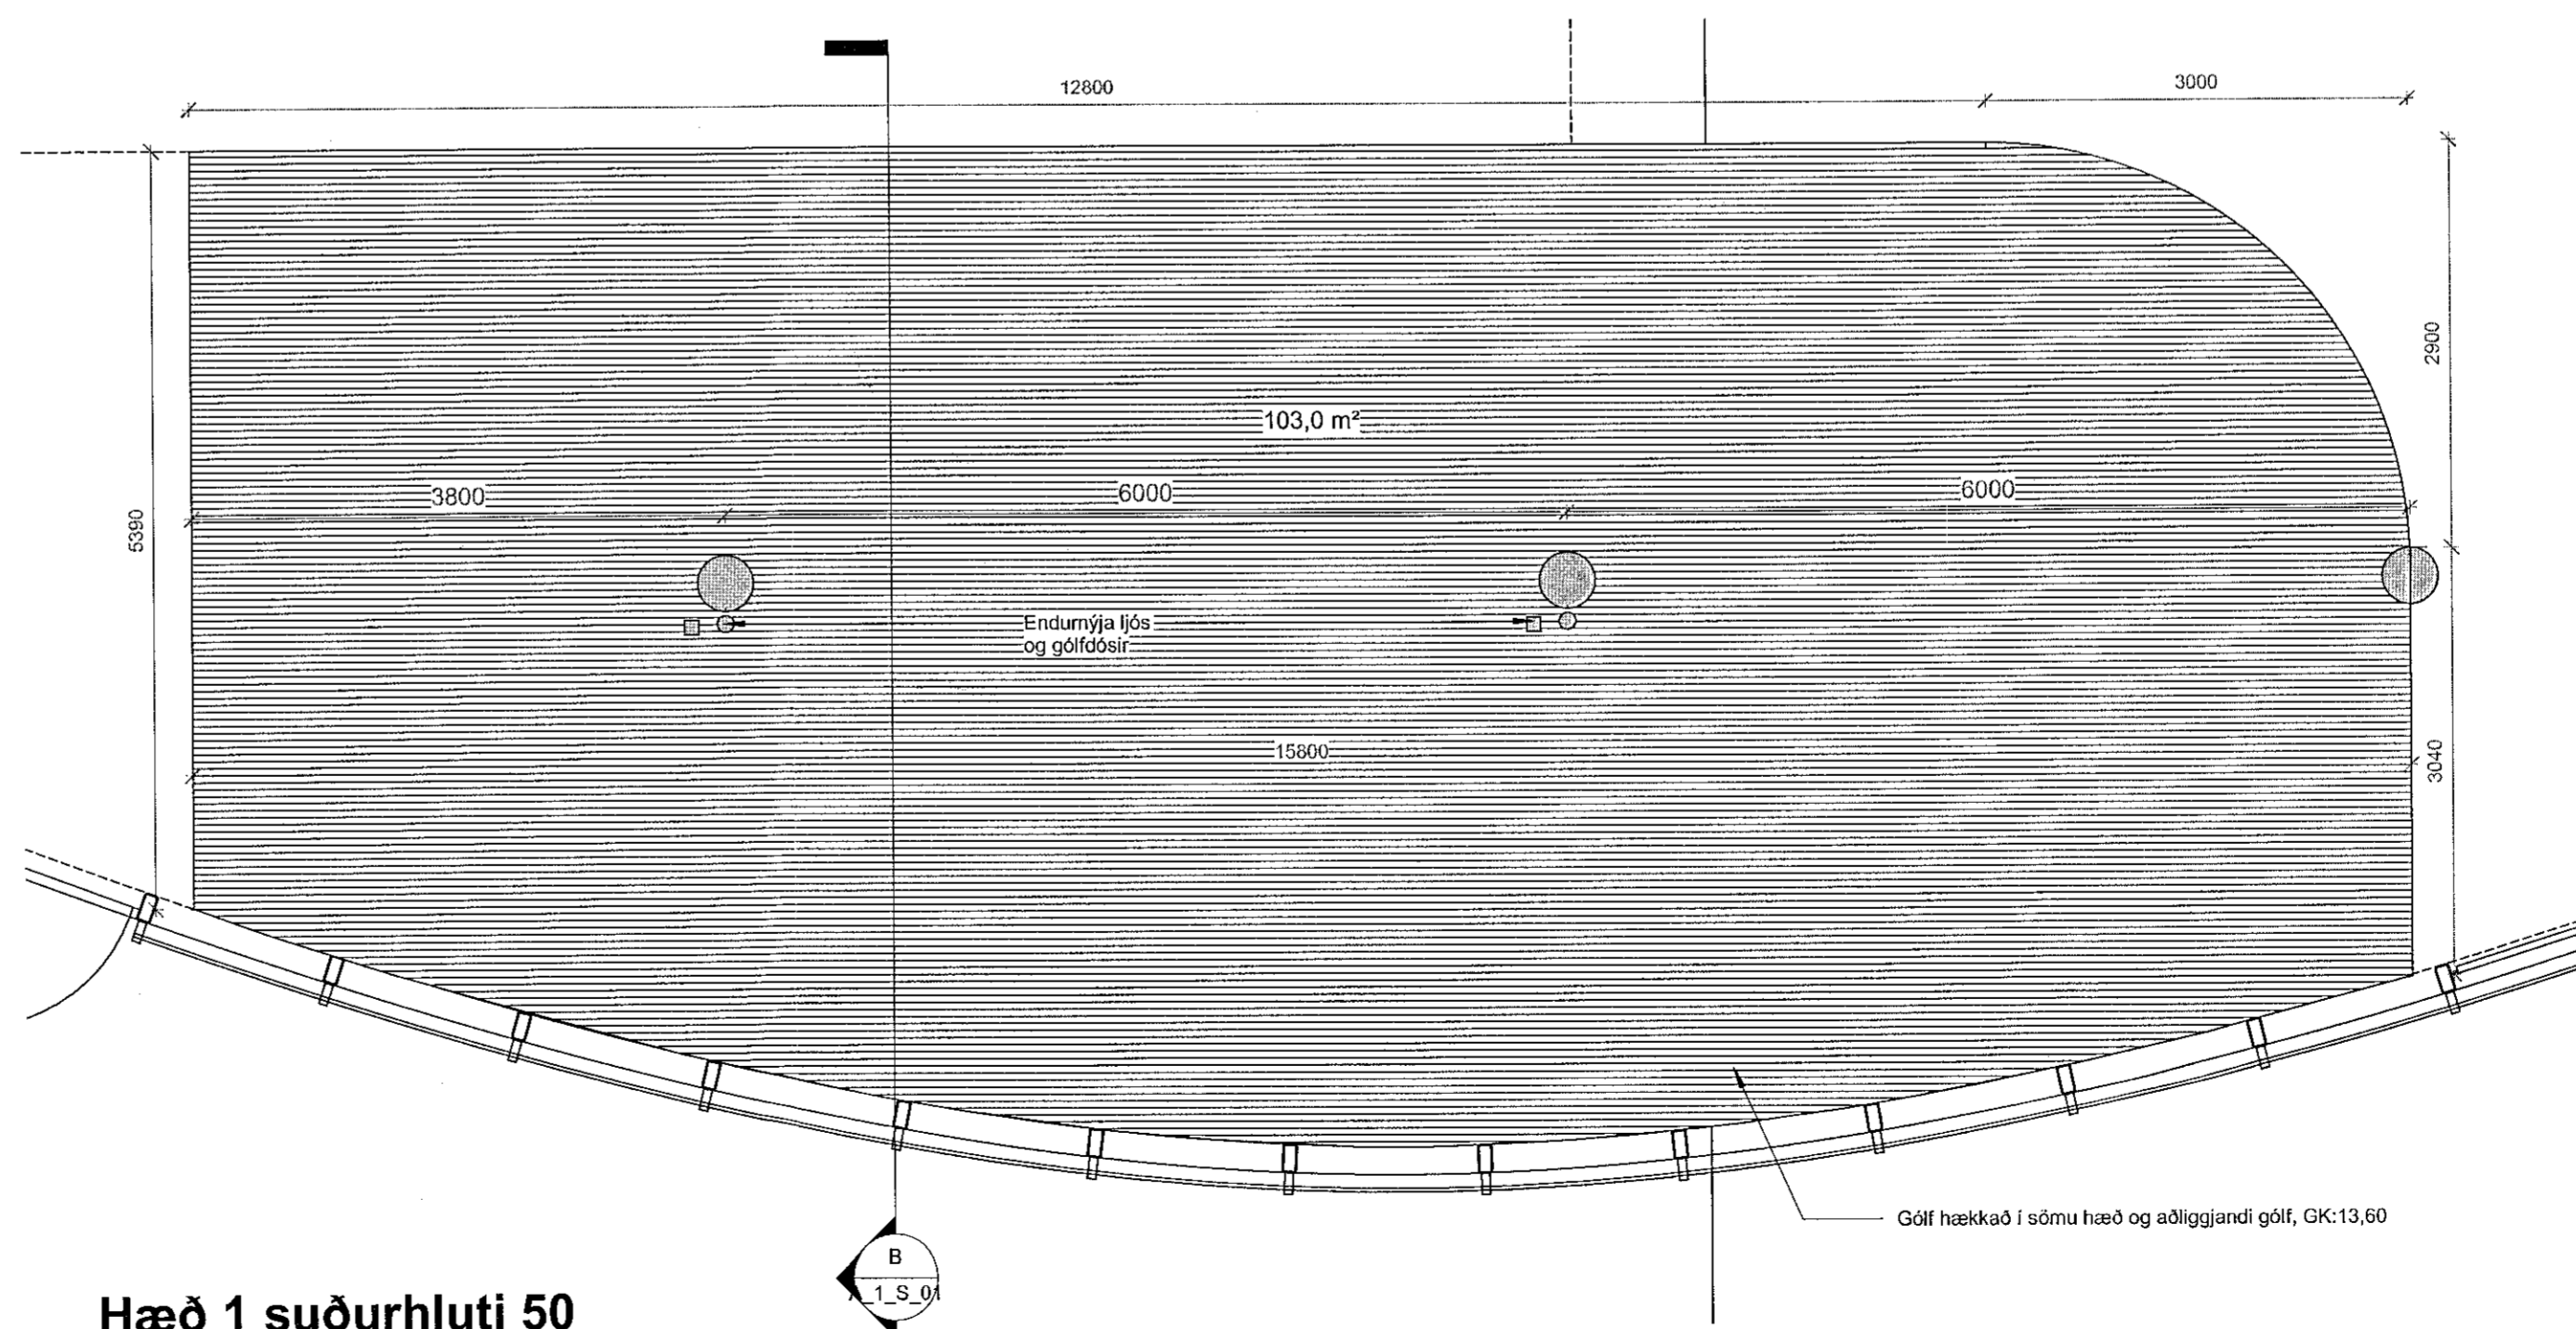 12800
3000
2900
103,0 m²
3800
6000
6000
5390
Endurnýja ljós
og gólfdósir
15800
3040
Gólf hækkað í sömu hæð og aðliggjandi gólf, GK:13,60
B
_1_S_01
Hæð 1 suðurhluti 50